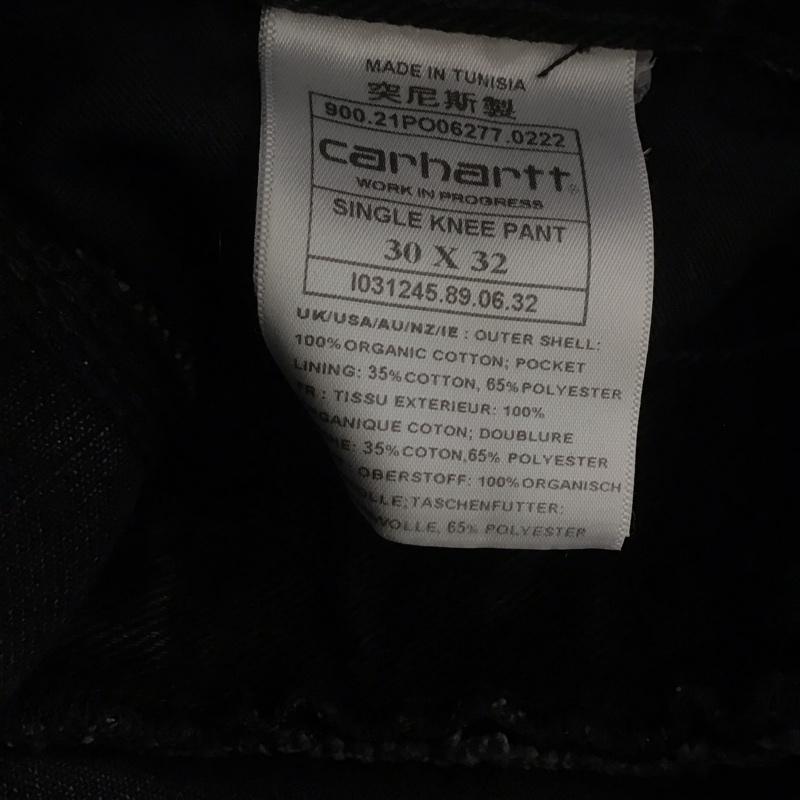 MADE IN TUNISIA
突尼斯製
900.21PO06277.0222
carhartt®
WORK IN PROGRESS
SINGLE KNEE PANT
30 X 32
I031245.89.06.32
UK/USA/AU/NZ/IE : OUTER SHELL:
100% ORGANIC COTTON; POCKET
LINING: 35% COTTON, 65% POLYESTER
FR : TISSU EXTERIEUR: 100%
ORGANIQUE COTON; DOUBLURE
35% COTON, 65% POLYESTER
OBERSTOFF: 100% ORGANISCH
TASCHENFUTTER:
65% POLYESTER